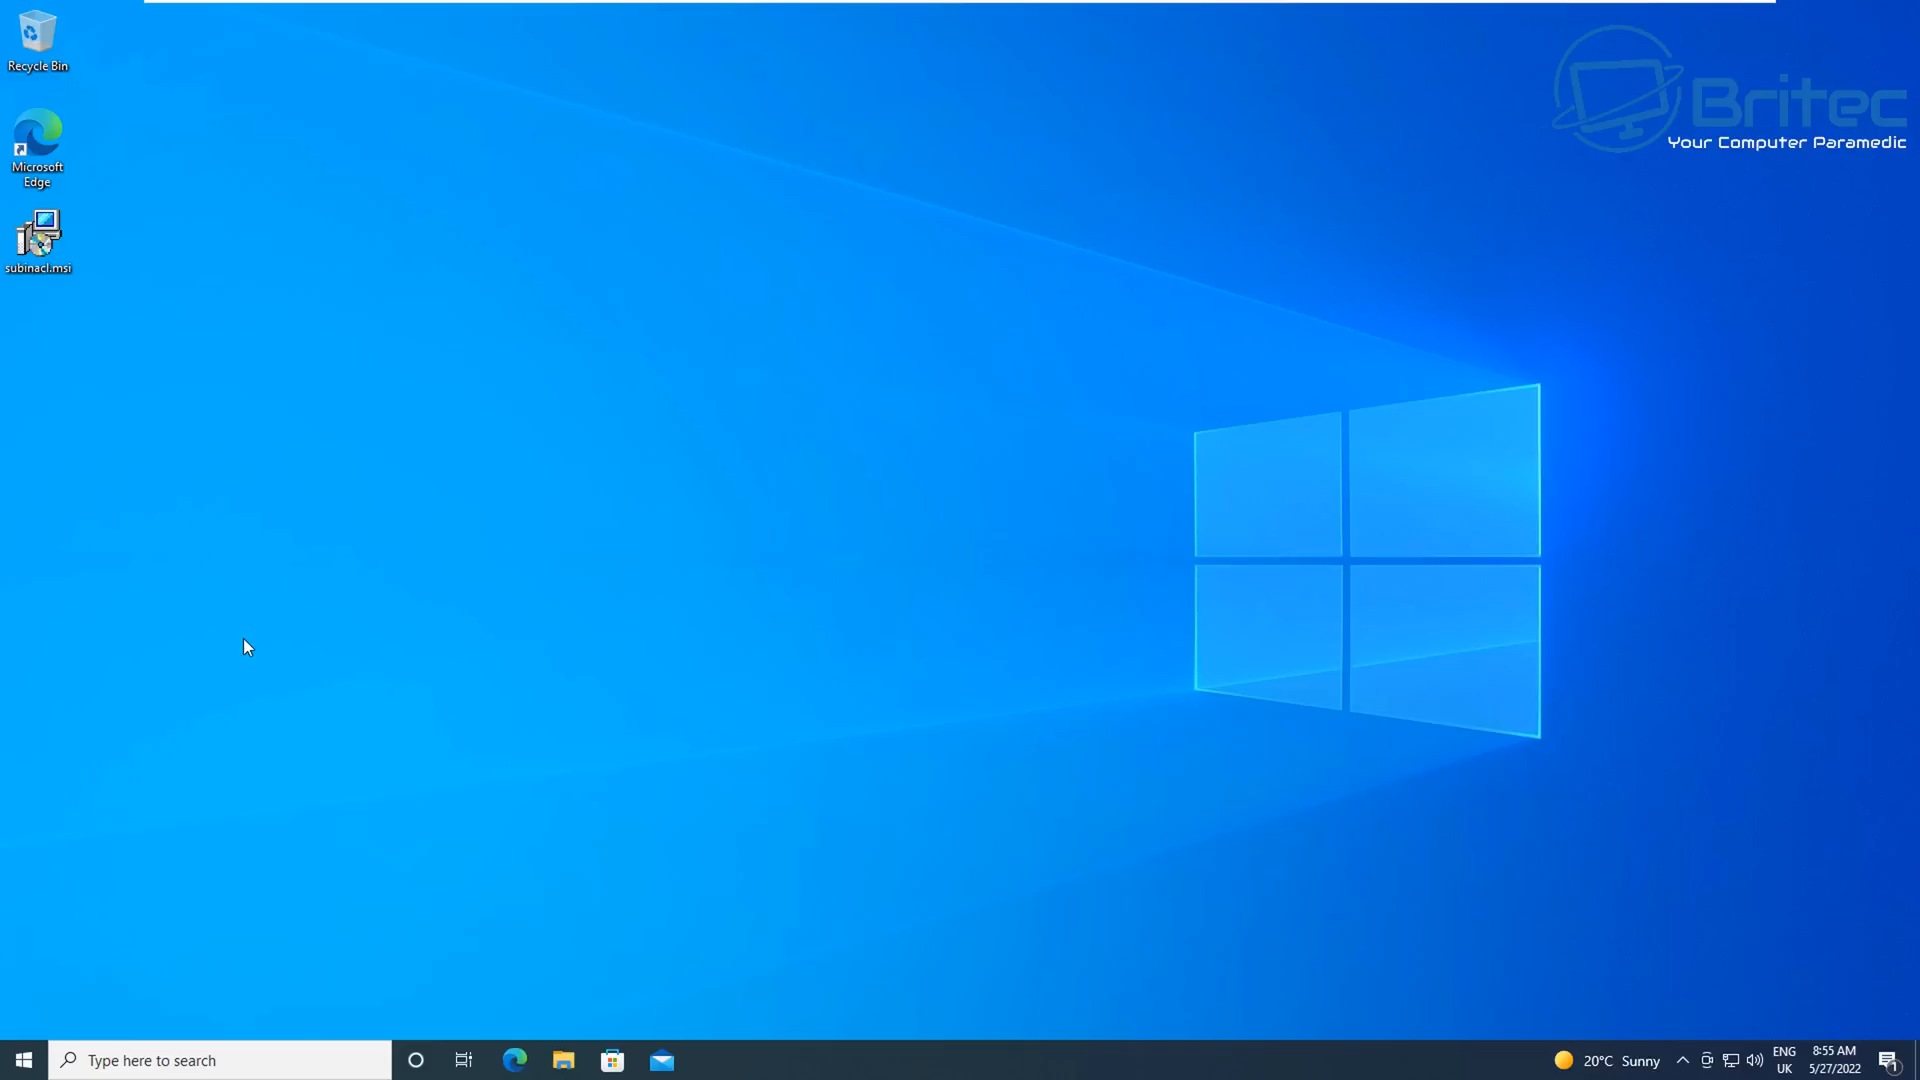 Recycle Bin
Microsoft
Edge
subinacl.msi
Britec
Your Computer Paramedic
Type here to search
20°C Sunny
ENG
UK
8:55 AM
5/27/2022
1